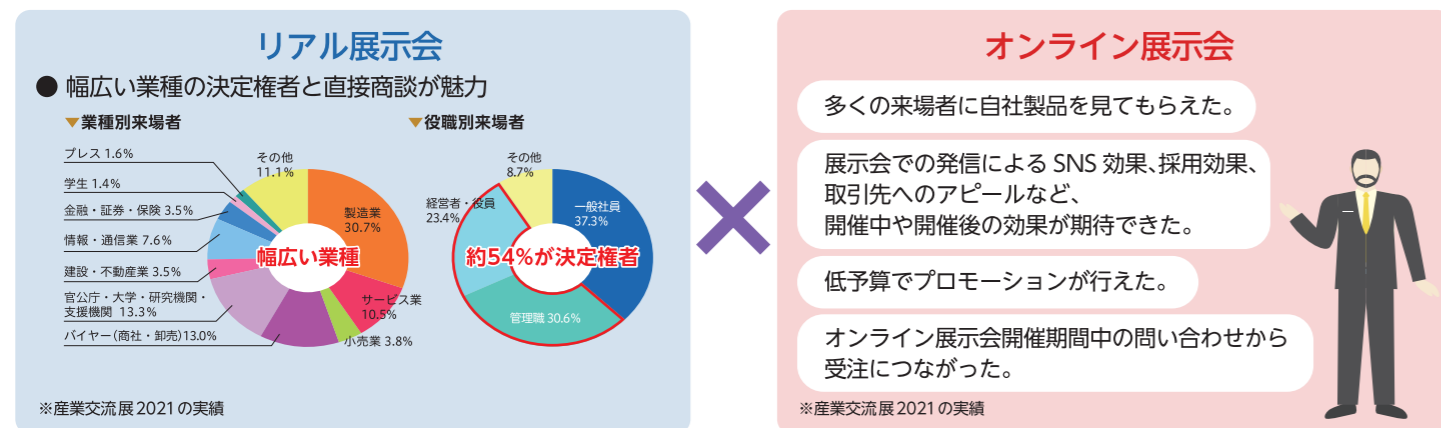 リアル展示会
● 幅広い業種の決定権者と直接商談が魅力
▼業種別来場者
プレス 1.6%
学生 1.4%
金融・証券・保険 3.5%
情報・通信業 7.6%
建設・不動産業 3.5%
官公庁・大学・研究機関・
支援機関 13.3%
バイヤー(商社・卸売)13.0%
その他
11.1%
製造業
30.7%
サービス業
10.5%
小売業 3.8%
幅広い業種
▼役職別来場者
その他
8.7%
経営者・役員
23.4%
一般社員
37.3%
管理職 30.6%
約54%が決定権者
※産業交流展2021の実績
オンライン展示会
多くの来場者に自社製品を見てもらえた。
展示会での発信による SNS 効果、採用効果、
取引先へのアピールなど、
開催中や開催後の効果が期待できた。
低予算でプロモーションが行えた。
オンライン展示会開催期間中の問い合わせから
受注につながった。
※産業交流展2021の実績